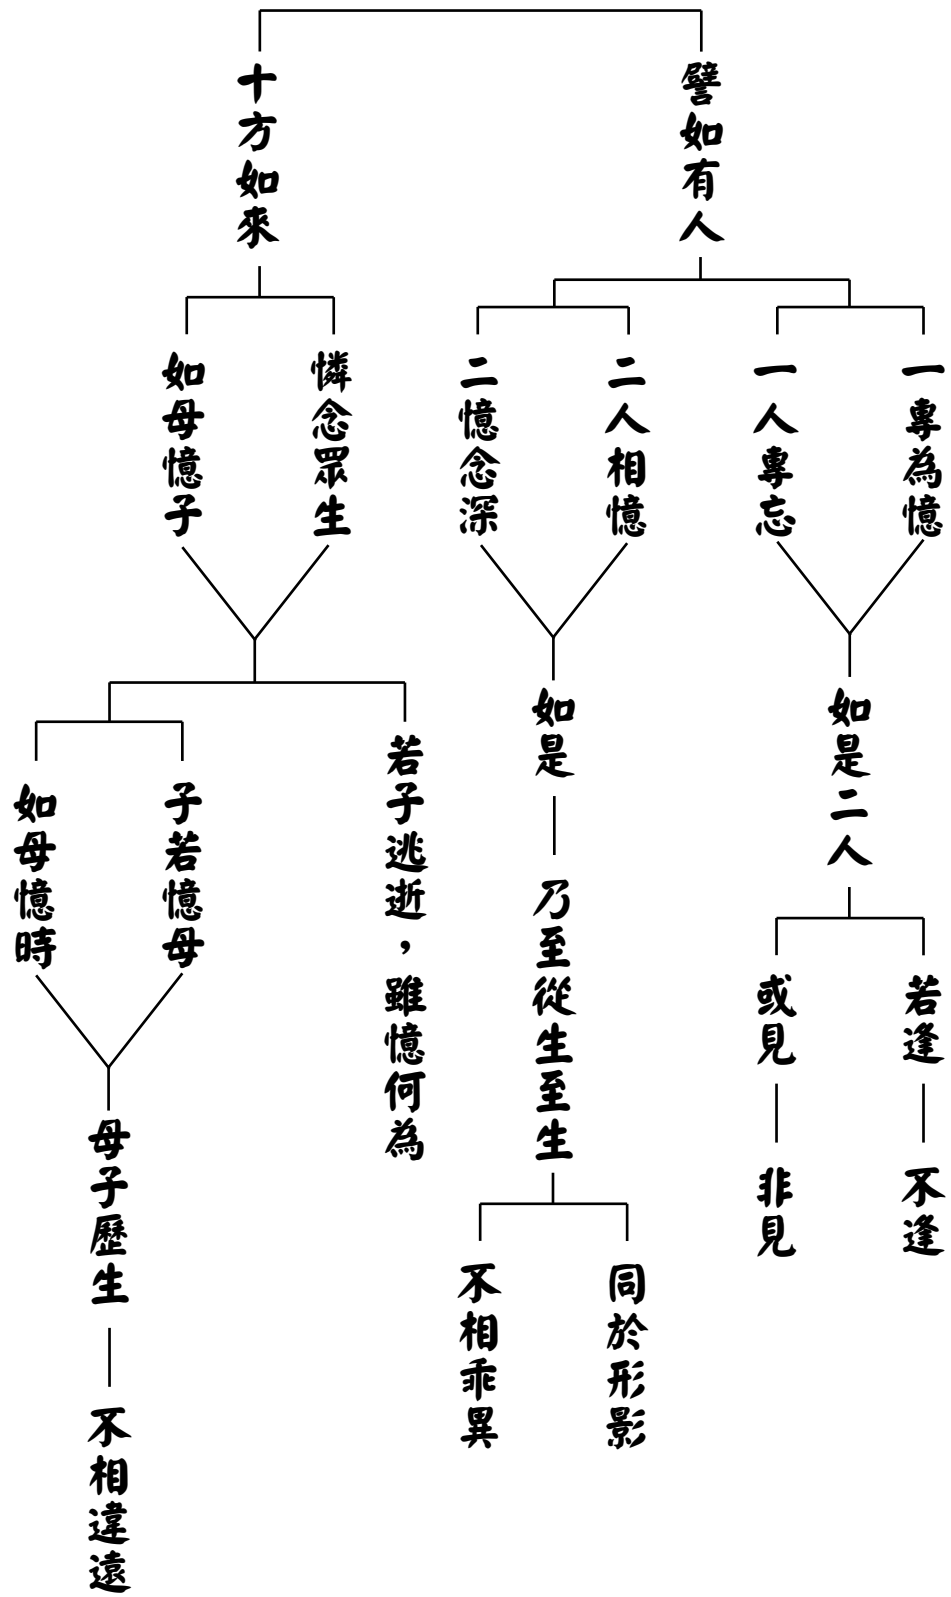 譬如有人
一專為憶
一人專忘
如是二人
若逢
不逢
或見
非見
二人相憶
二憶念深
如是
乃至從生至生
同於形影
不相乖異
十方如來
憐念眾生
如母憶子
若子逃逝，雖憶何為
子若憶母
如母憶時
母子歷生
不相違遠